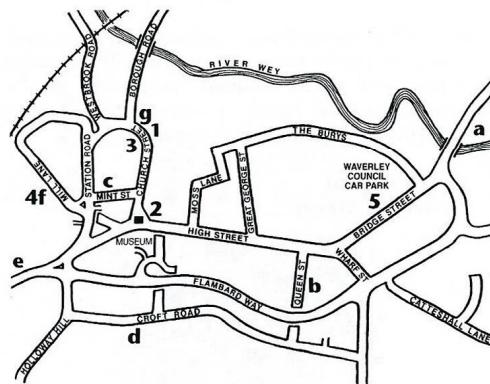 WESTBROOK ROAD
BOROUGH ROAD
RIVER WEY
g
1
a
3
CHURCH STREET
THE BURYS
STATION ROAD
MILL LANE
4f
c
MINT ST
MOSS LANE
GREAT GEORGE ST
WAVERLEY
COUNCIL
CAR PARK
5
BRIDGE STREET
2
HIGH STREET
MUSEUM
WHARF ST
e
QUEEN ST
b
FLAMBARD WAY
CATTESHALL LANE
CROFT ROAD
d
HOLLOWAY HILL